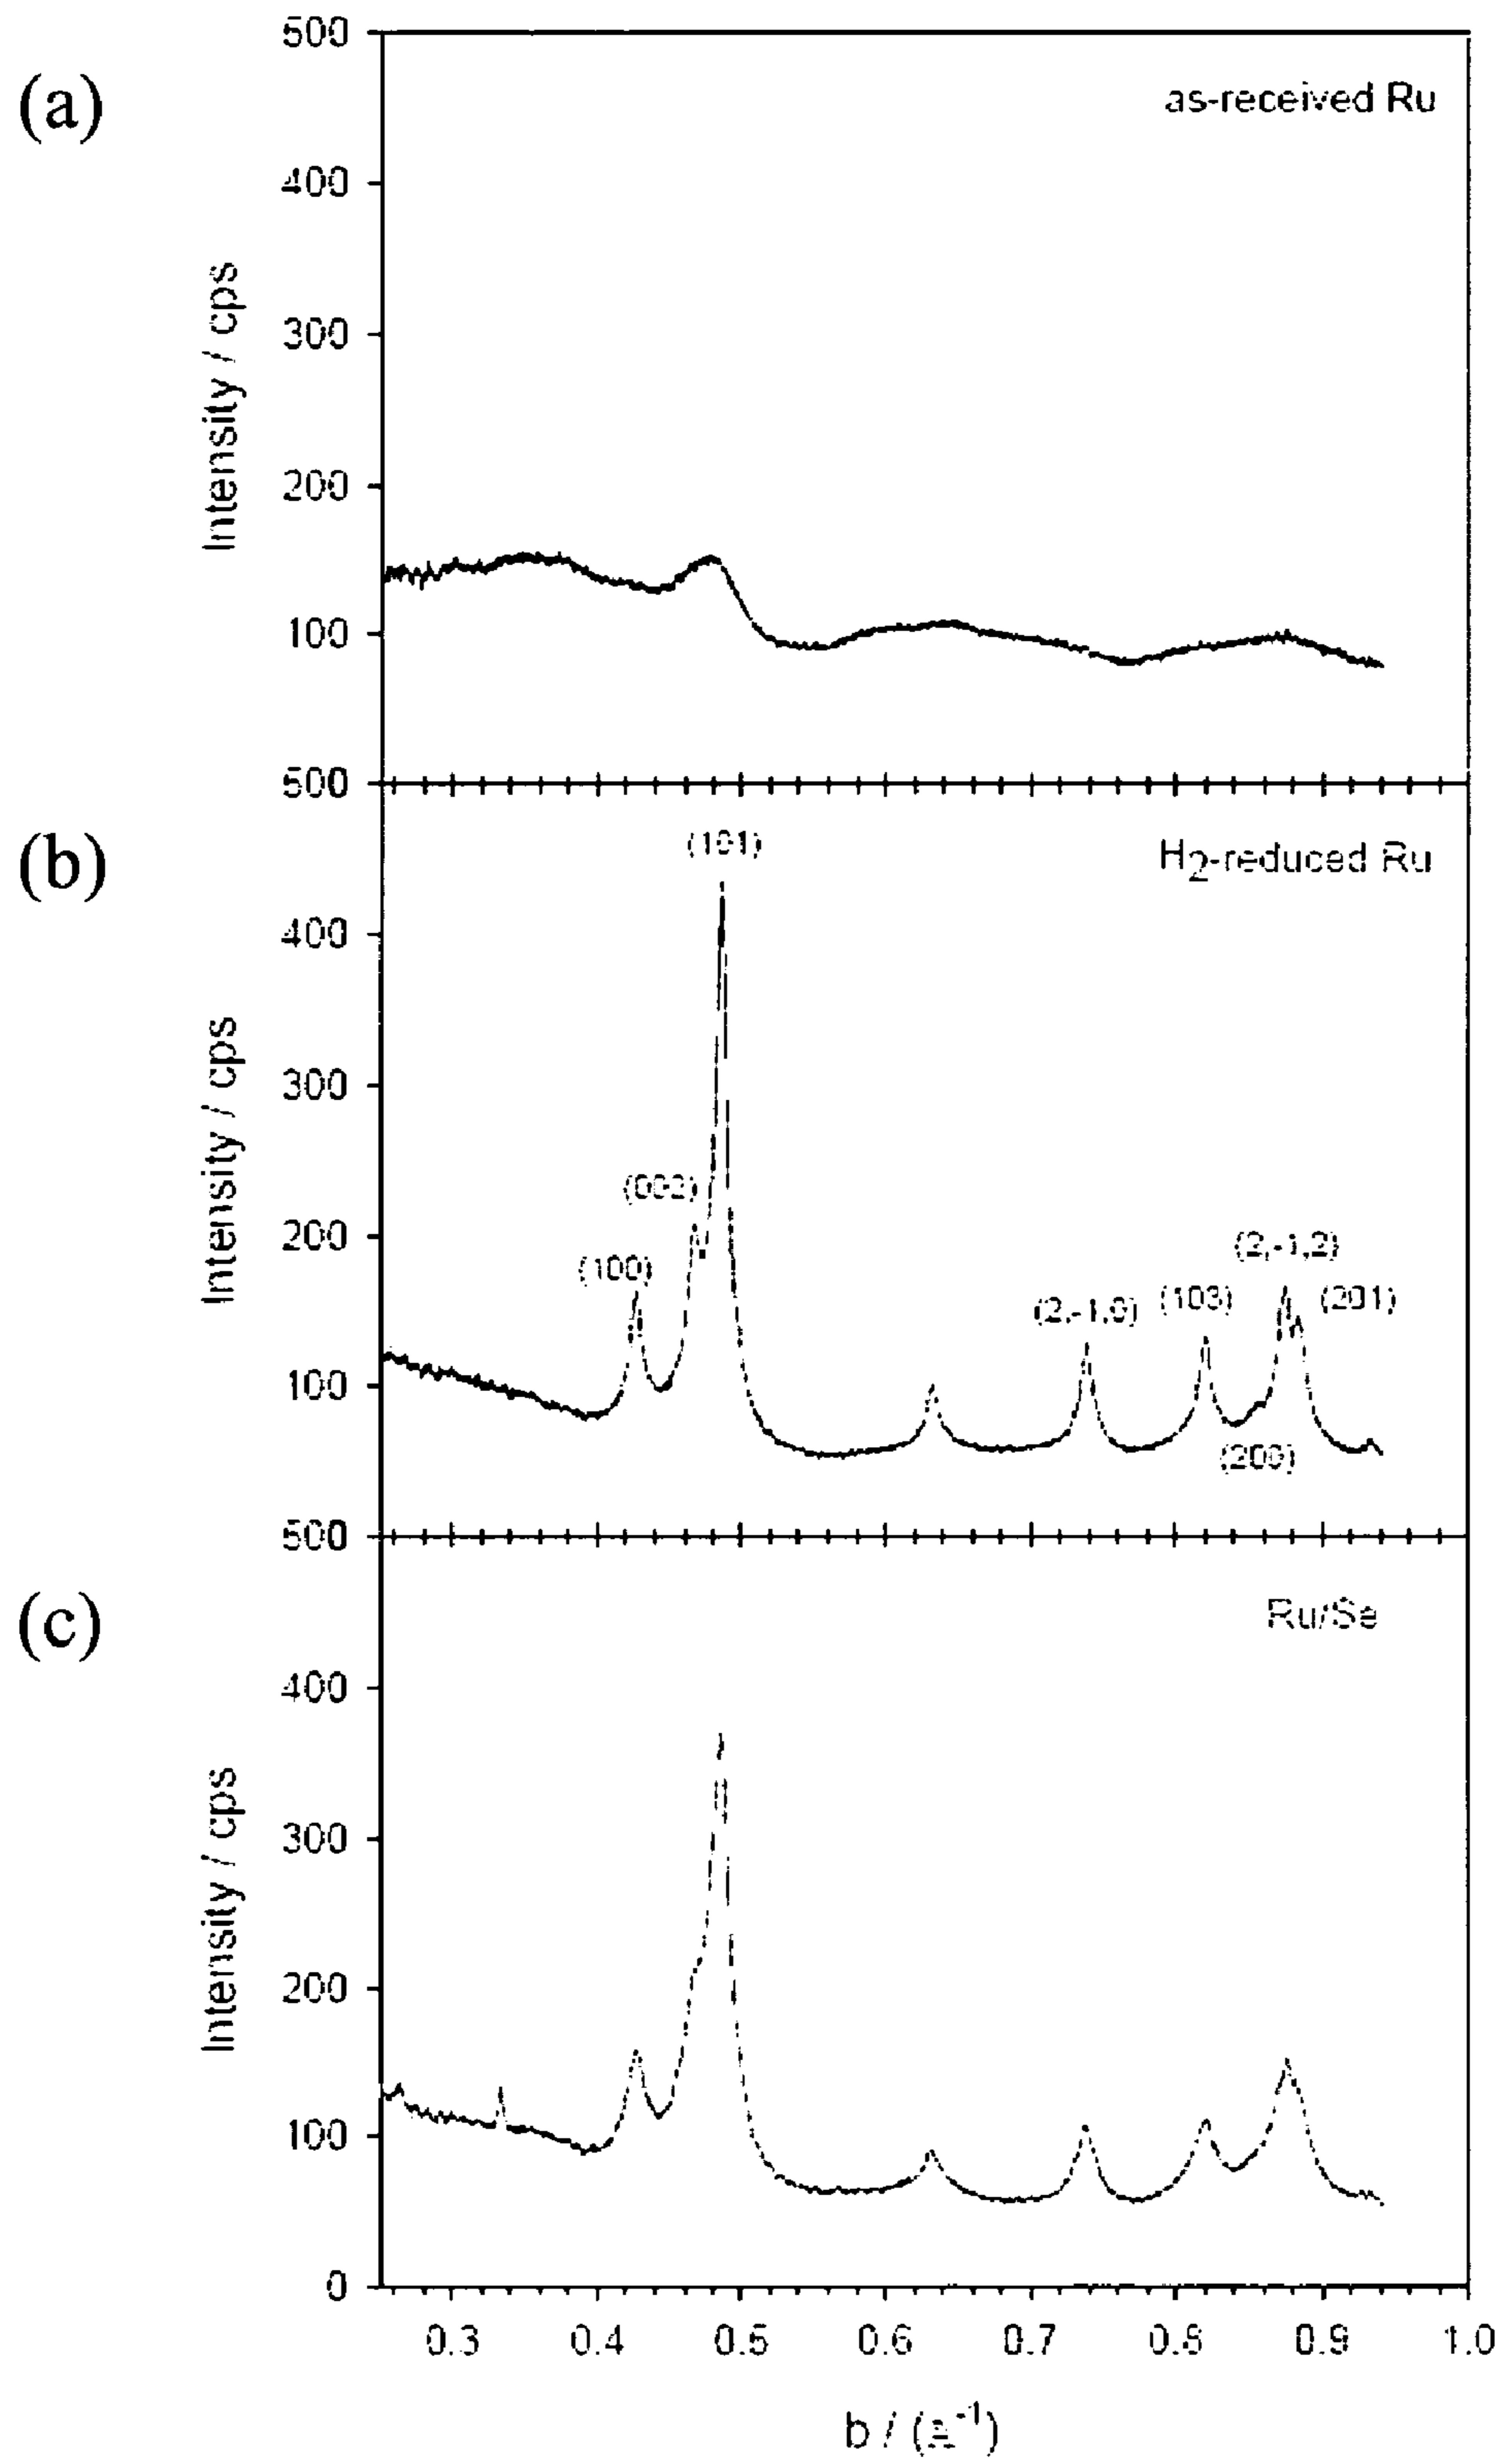 (a)
as-received Ru
Intensity / cps
500
400
300
200
100
(b)
H2-reduced Ru
Intensity / cps
500
400
300
200
100
(101)
(002)
(100)
(2,-1,0)
(103)
(2,-1,2)
(201)
(200)
(c)
Ru/Se
Intensity / cps
500
400
300
200
100
0
0.3 0.4 0.5 0.6 0.7 0.8 0.9 1.0
b / (a⁻¹)